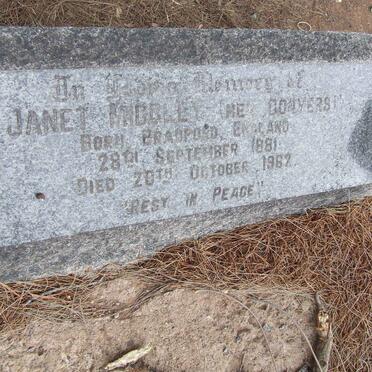 In Loving Memory of
JANET MIDGLEY (NEE CONYERS)
BORN, BRADFORD, ENGLAND
28TH SEPTEMBER 1881
DIED 20TH OCTOBER, 1962
"REST IN PEACE"